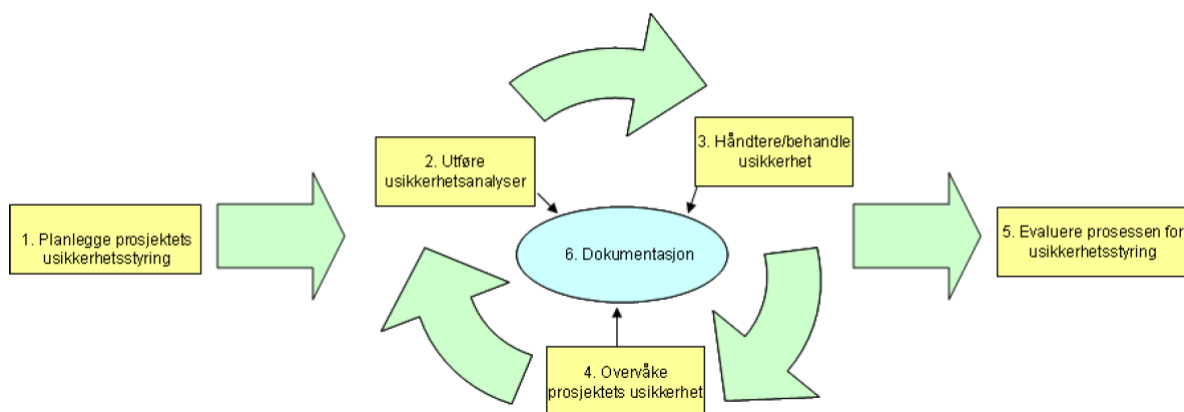 1. Planlegge prosjektets
usikkerhetsstyring
2. Utføre
usikkerhetsanalyser
3. Håndtere/behandle
usikkerhet
4. Overvåke
prosjektets usikkerhet
5. Evaluere prosessen for
usikkerhetsstyring
6. Dokumentasjon